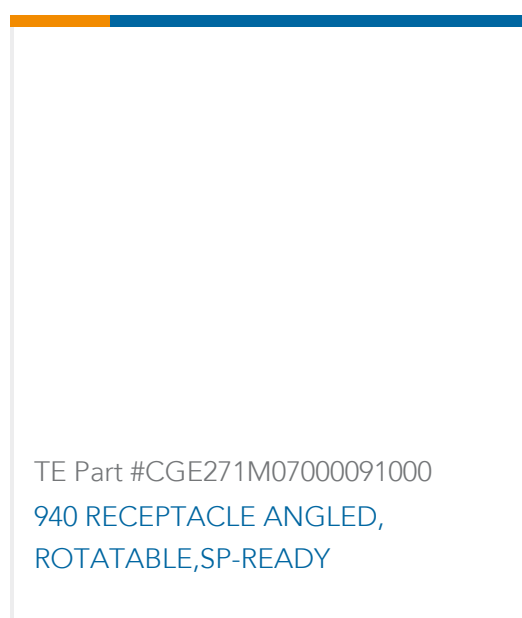 TE Part #CGE271M07000091000
940 RECEPTACLE ANGLED,
ROTATABLE,SP-READY